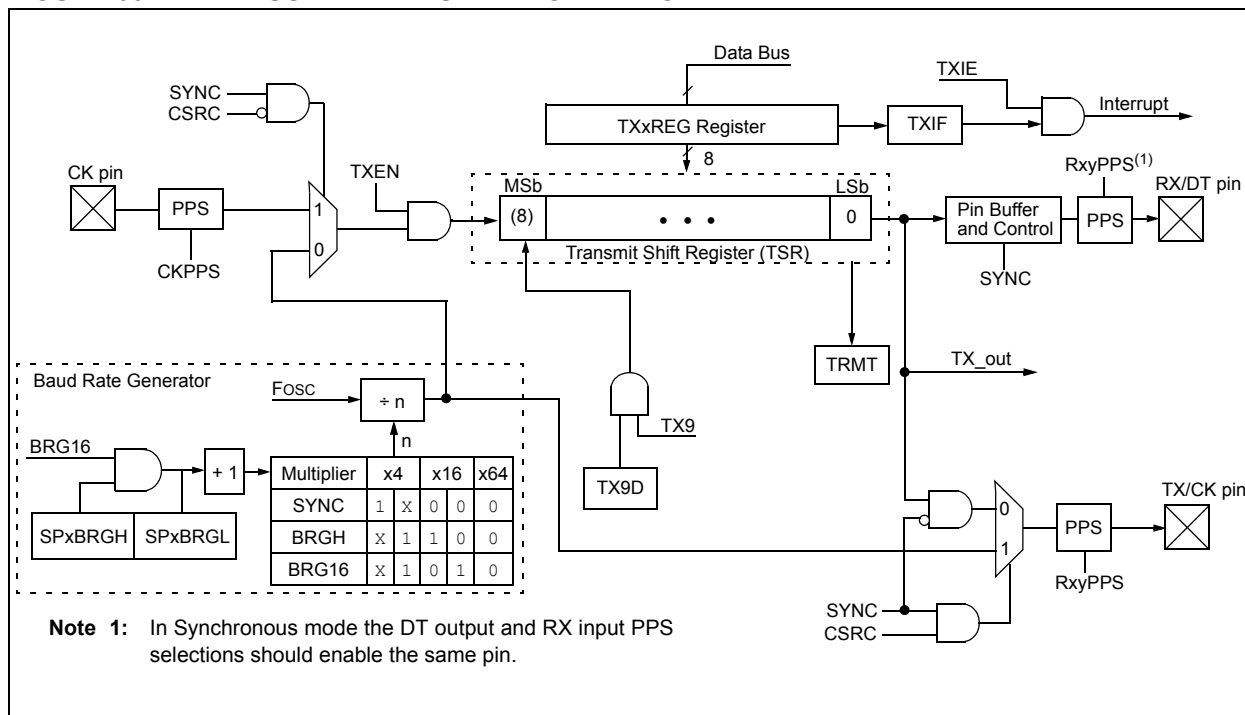 Data Bus
TXIE
Interrupt
SYNC
CSRC
TXxREG Register
TXIF
8
RxyPPS(1)
CK pin
TXEN
MSb
LSb
RX/DT pin
PPS
1
(8)
• • •
0
Pin Buffer
and Control
PPS
0
Transmit Shift Register (TSR)
CKPPS
SYNC
TRMT
TX_out
Baud Rate Generator
FOSC
÷ n
n
TX9
BRG16
+ 1
Multiplier x4 x16 x64
TX9D
SYNC 1 X 0 0 0
TX/CK pin
SPxBRGH SPxBRGL
BRGH X 1 1 0 0
0
PPS
BRG16 X 1 0 1 0
1
RxyPPS
SYNC
CSRC
Note 1: In Synchronous mode the DT output and RX input PPS
selections should enable the same pin.